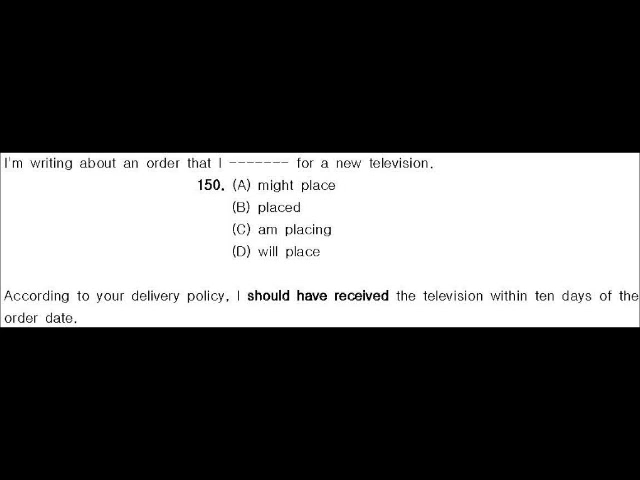 I'm writing about an order that I ------- for a new television.
150. (A) might place
(B) placed
(C) am placing
(D) will place
According to your delivery policy, I should have received the television within ten days of the
order date.